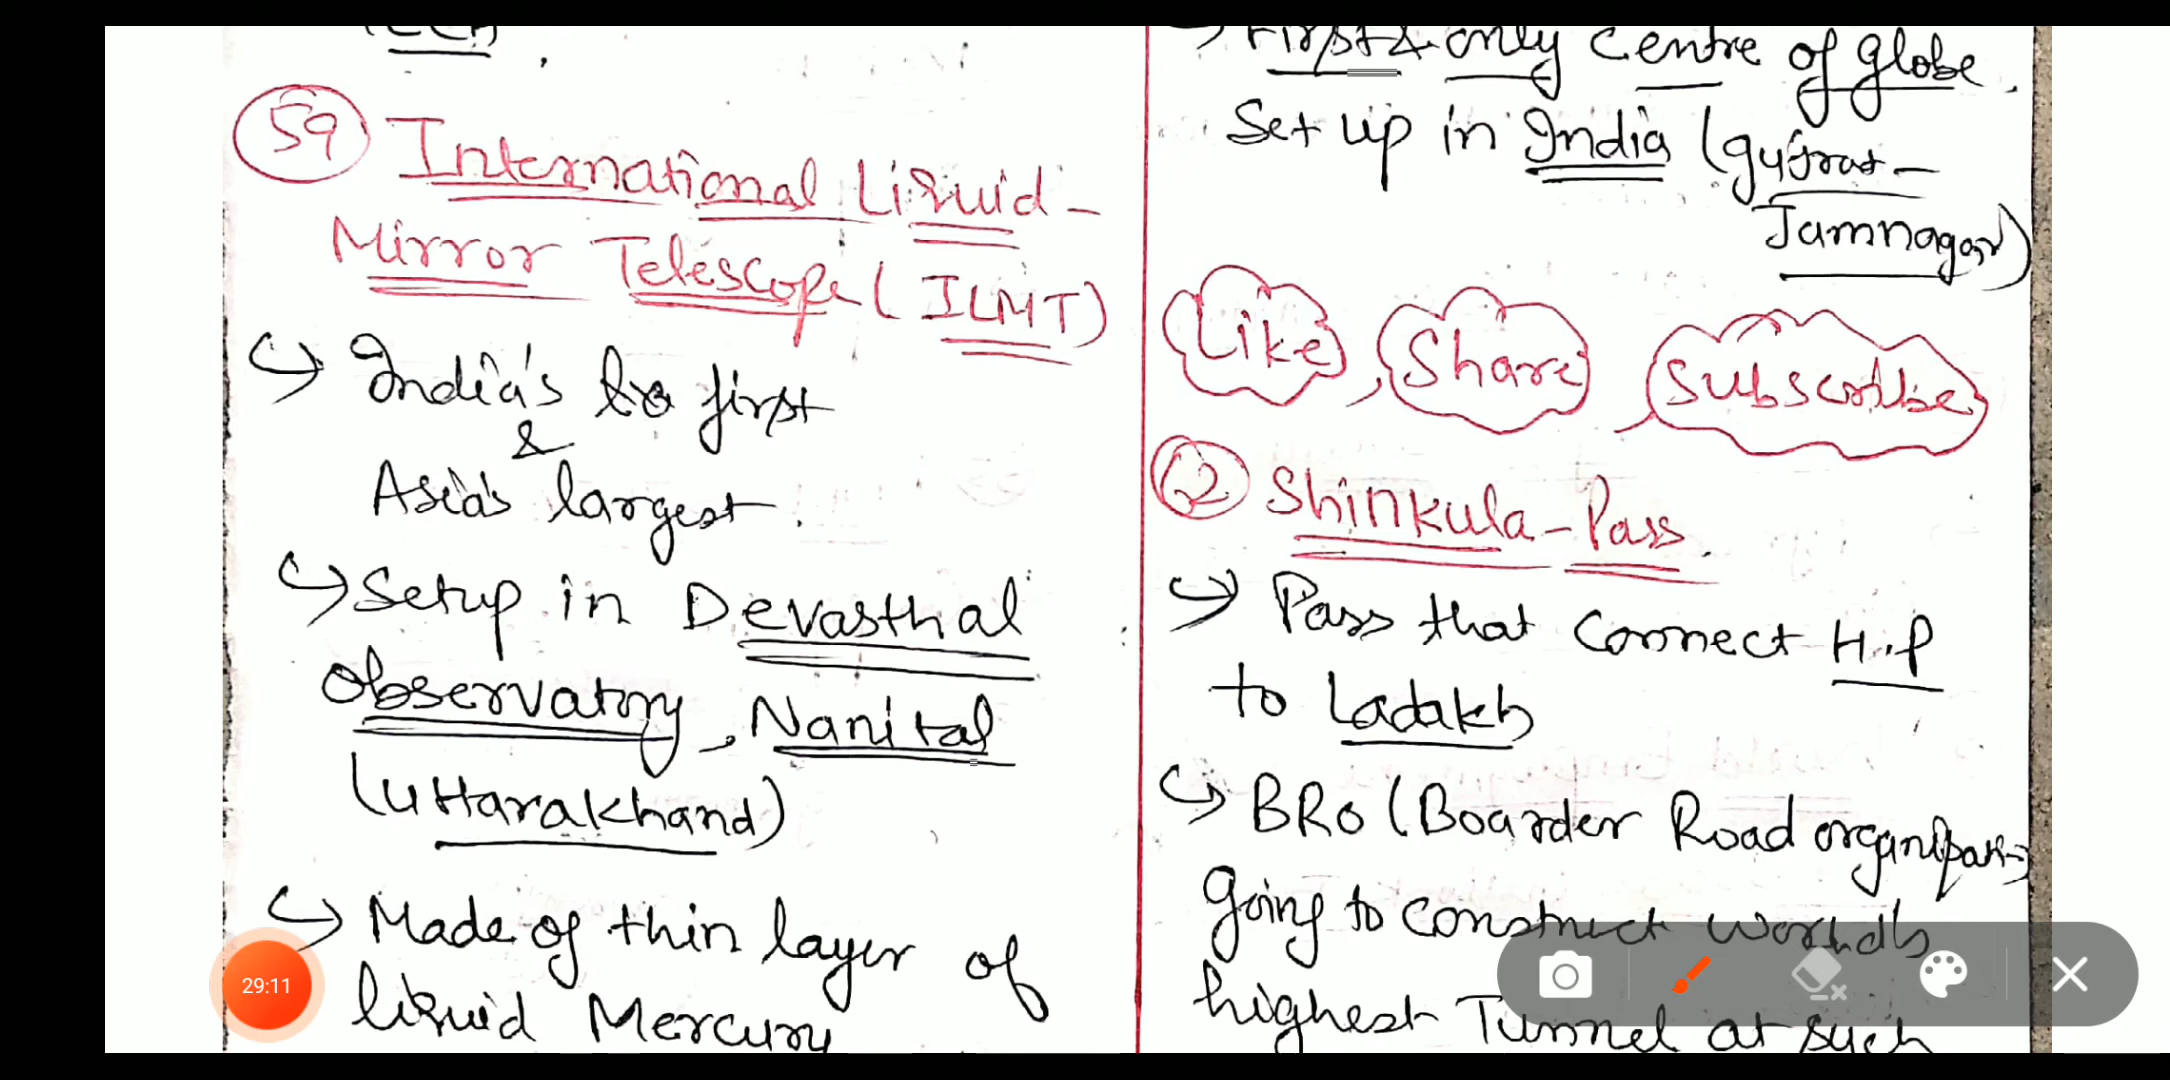 59 International Liquid-
Mirror Telescope (ILMT)
India's first
&
Asia's largest.
Setup in Devasthal
Observatory, Nanital
(Uttarakhand)
Made of thin layer of
liquid Mercury
29:11
First & only Centre of globe.
Set up in India (Gujrat-
Jamnagar)
Like, Share, Subscribe
62 Shinkula-Pass.
Pass that connect H.P
to Ladakh
BRO (Boarder Road
going to construct World's
highest Tunnel at such